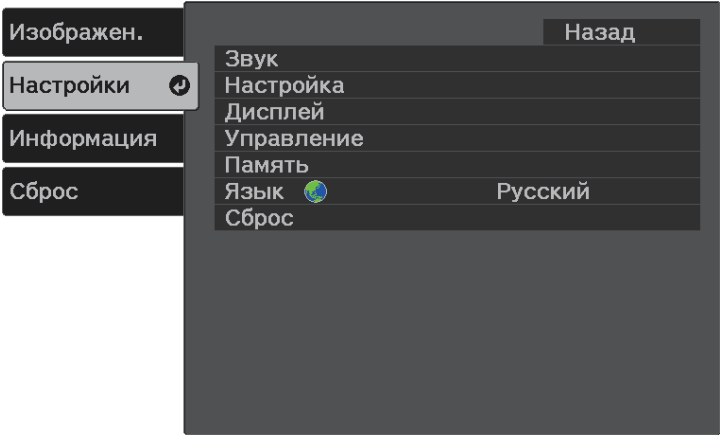 Изображен.
Настройки
Информация
Сброс
Назад
Звук
Настройка
Дисплей
Управление
Память
Язык Русский
Сброс